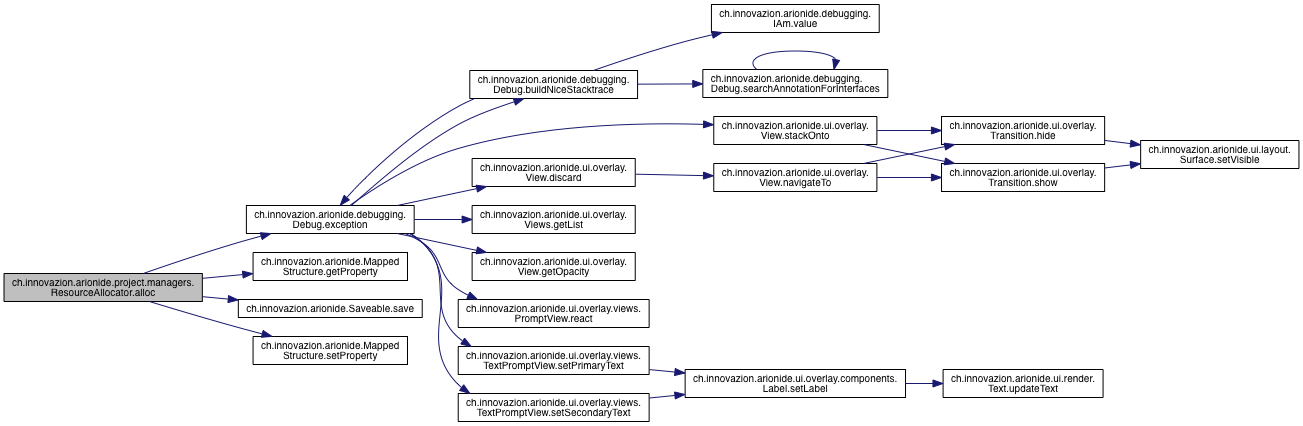 ch.innovazion.arionide.project.managers.
ResourceAllocator.alloc
ch.innovazion.arionide.debugging.
Debug.exception
ch.innovazion.arionide.Mapped
Structure.getProperty
ch.innovazion.arionide.Saveable.save
ch.innovazion.arionide.Mapped
Structure.setProperty
ch.innovazion.arionide.debugging.
Debug.buildNiceStacktrace
ch.innovazion.arionide.ui.overlay.
View.discard
ch.innovazion.arionide.ui.overlay.
Views.getList
ch.innovazion.arionide.ui.overlay.
View.getOpacity
ch.innovazion.arionide.ui.overlay.views.
PromptView.react
ch.innovazion.arionide.ui.overlay.views.
TextPromptView.setPrimaryText
ch.innovazion.arionide.ui.overlay.views.
TextPromptView.setSecondaryText
ch.innovazion.arionide.debugging.
IAm.value
ch.innovazion.arionide.debugging.
Debug.searchAnnotationForInterfaces
ch.innovazion.arionide.ui.overlay.
View.stackOnto
ch.innovazion.arionide.ui.overlay.
View.navigateTo
ch.innovazion.arionide.ui.overlay.components.
Label.setLabel
ch.innovazion.arionide.ui.overlay.
Transition.hide
ch.innovazion.arionide.ui.overlay.
Transition.show
ch.innovazion.arionide.ui.render.
Text.updateText
ch.innovazion.arionide.ui.layout.
Surface.setVisible